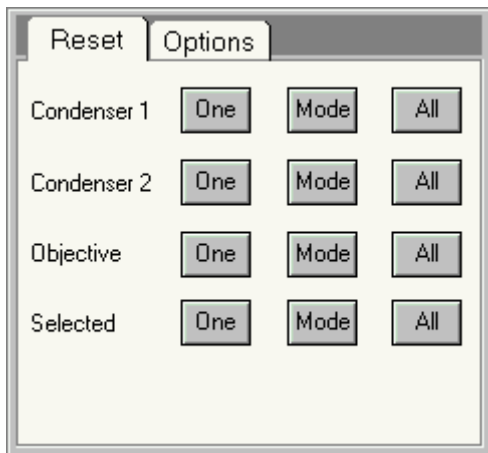 Reset Options
Condenser 1 One Mode All
Condenser 2 One Mode All
Objective One Mode All
Selected One Mode All